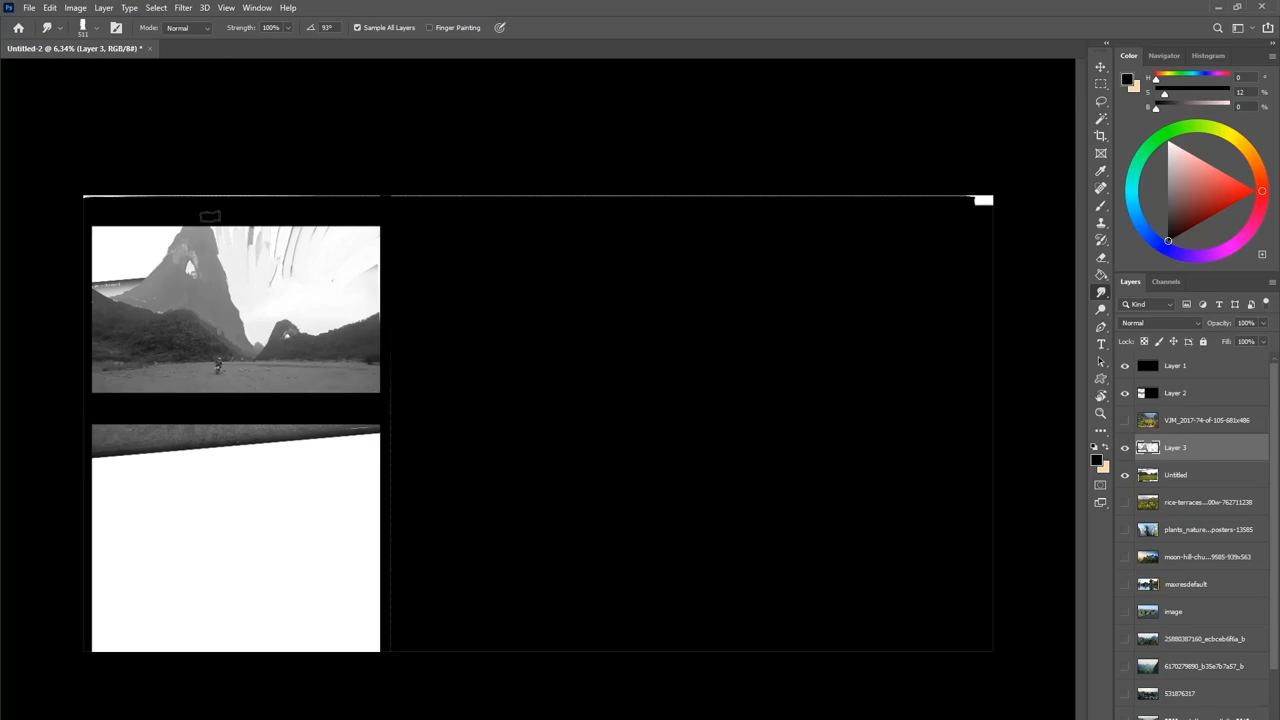 File Edit Image Layer Type Select Filter 3D View Window Help
511 Mode: Normal Strength: 100% 93° Sample All Layers Finger Painting
Untitled-2 @ 6,34% (Layer 3, RGB/8#) * ×
Color Navigator Histogram
H 0 °
S 12 %
B 0 %
Layers Channels
Kind
Normal Opacity: 100%
Lock: Fill: 100%
Layer 1
Layer 2
VJM_2017-74-of-105-681x486
Layer 3
Untitled
rice-terraces...00w-762711238
plants_nature...posters-13585
moon-hill-chu...9585-939x563
maxresdefault
image
25880387160_ecbceb6f6a_b
6170279890_b35e7b7a57_b
531876317